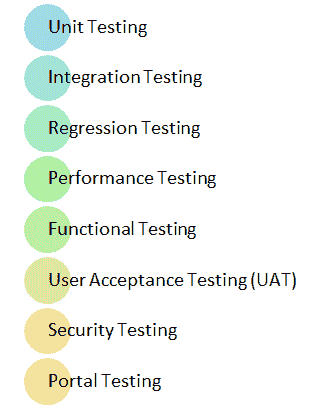 Unit Testing
Integration Testing
Regression Testing
Performance Testing
Functional Testing
User Acceptance Testing (UAT)
Security Testing
Portal Testing